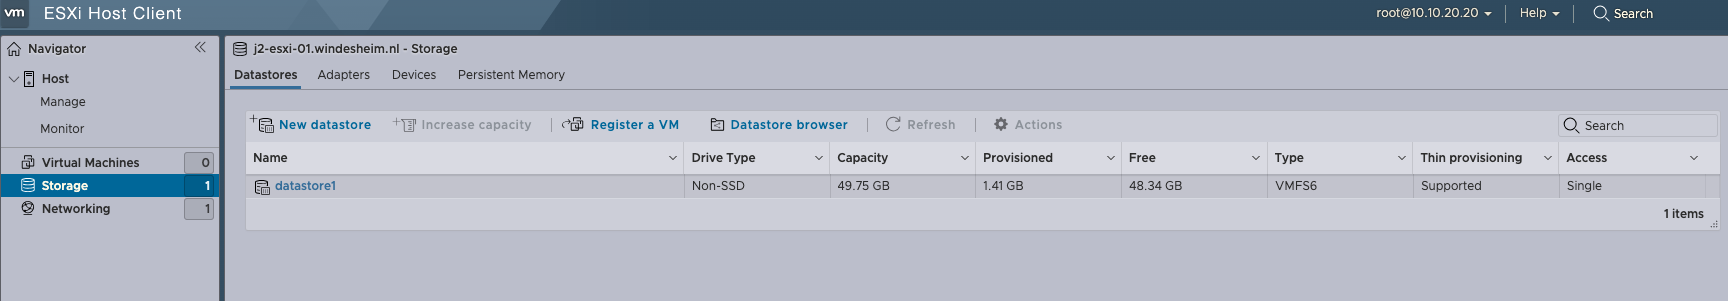 vm ESXi Host Client root@10.10.20.20 Help Search
Navigator
Host
Manage
Monitor
Virtual Machines 0
Storage 1
Networking 1
j2-esxi-01.windesheim.nl - Storage
Datastores Adapters Devices Persistent Memory
New datastore Increase capacity Register a VM Datastore browser Refresh Actions Search
Name Drive Type Capacity Provisioned Free Type Thin provisioning Access
datastore1 Non-SSD 49.75 GB 1.41 GB 48.34 GB VMFS6 Supported Single
1 items